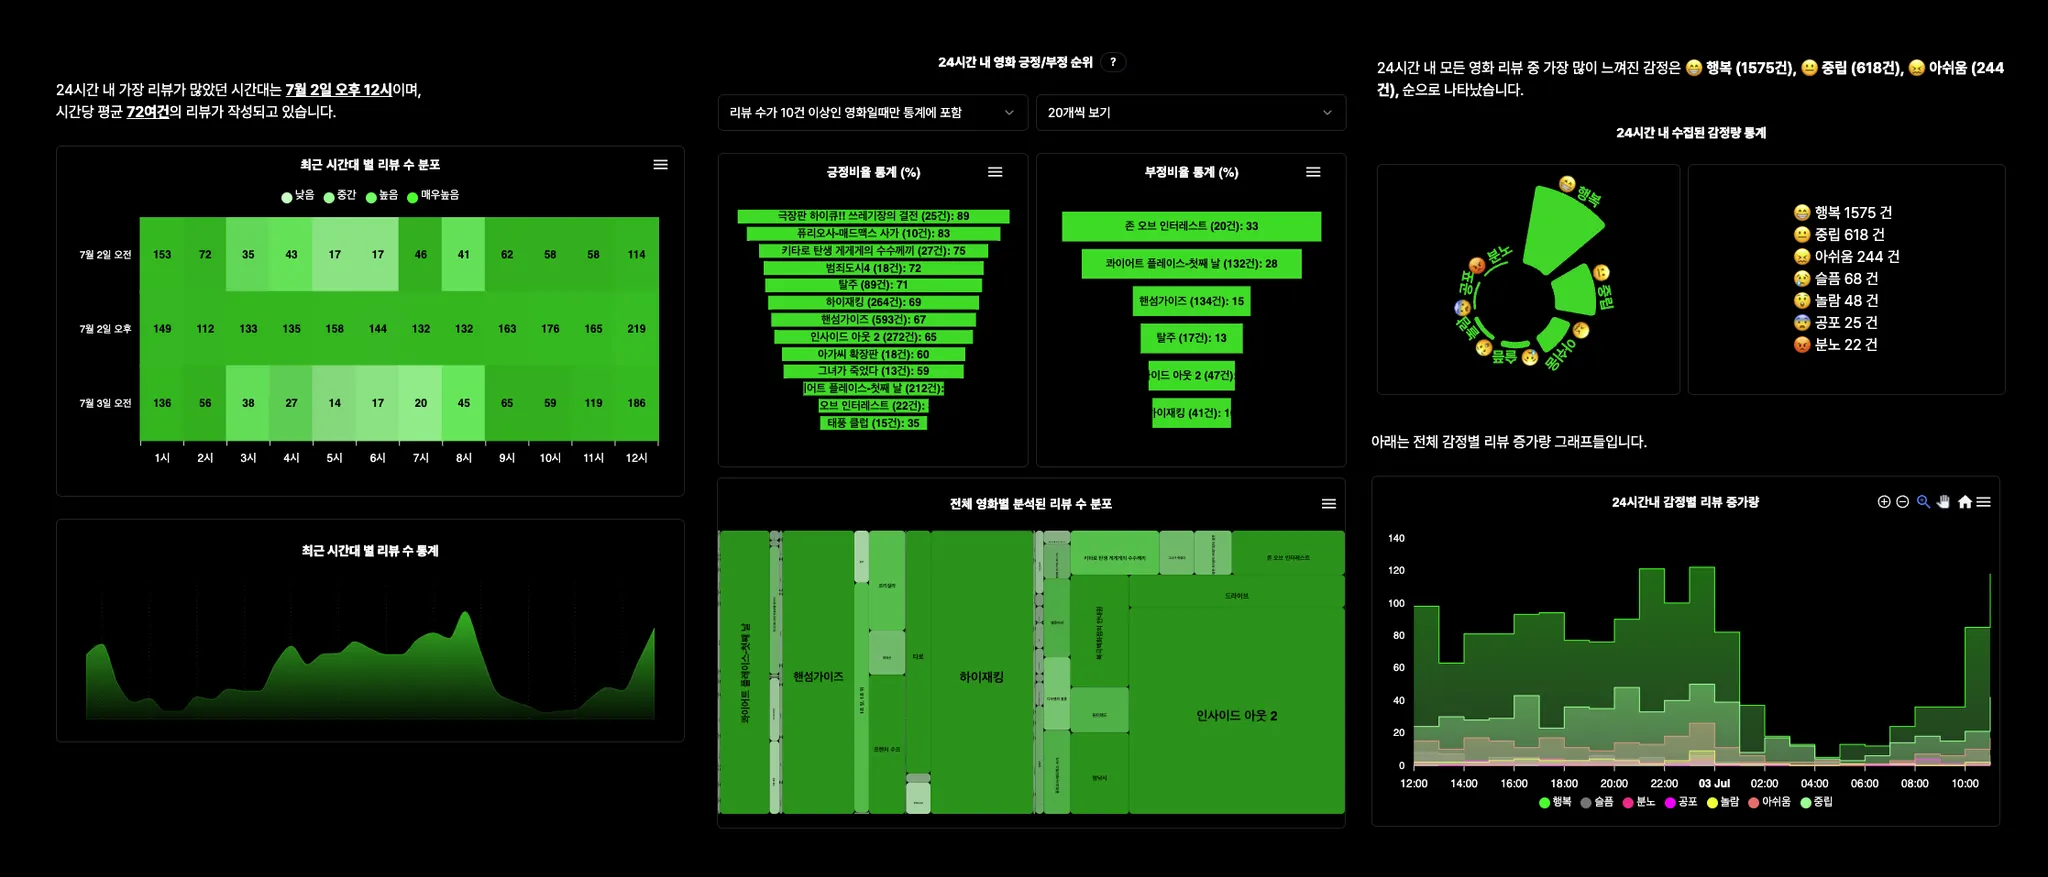 24시간 내 가장 리뷰가 많았던 시간대는 7월 2일 오후 12시이며,
시간당 평균 72여건의 리뷰가 작성되고 있습니다.
최근 시간대 별 리뷰 수 분포
낮음 중간 높음 매우높음
7월 2일 오전 153 72 35 43 17 17 46 41 62 58 58 114
7월 2일 오후 149 112 133 135 158 144 132 132 163 176 165 219
7월 3일 오전 136 56 38 27 14 17 20 45 65 59 119 186
1시 2시 3시 4시 5시 6시 7시 8시 9시 10시 11시 12시
최근 시간대 별 리뷰 수 통계
24시간 내 영화 긍정/부정 순위 ?
리뷰 수가 10건 이상인 영화일때만 통계에 포함
20개씩 보기
긍정비율 통계 (%)
극장판 하이큐!! 쓰레기장의 결전 (25건): 89
퓨리오사-매드맥스 사가 (10건): 83
키타로 탄생 게게게의 수수께끼 (27건): 75
범죄도시4 (18건): 72
탈주 (89건): 71
하이재킹 (264건): 69
핸섬가이즈 (593건): 67
인사이드 아웃 2 (272건): 65
아가씨 확장판 (18건): 60
그녀가 죽었다 (13건): 59
어트 플레이스-첫째 날 (212건):
오브 인터레스트 (22건):
태풍 클럽 (15건): 35
부정비율 통계 (%)
존 오브 인터레스트 (20건): 33
콰이어트 플레이스-첫째 날 (132건): 28
핸섬가이즈 (134건): 15
탈주 (17건): 13
이드 아웃 2 (47건):
이재킹 (41건): 1
전체 영화별 분석된 리뷰 수 분포
콰이어트 플레이스-첫째 날
핸섬가이즈
프렌치 수프
타로
하이재킹
키타로 탄생 게게게의 수수께끼
존 오브 인터레스트
드라이브
인사이드 아웃 2
24시간 내 모든 영화 리뷰 중 가장 많이 느껴진 감정은 😁 행복 (1575건), 😐 중립 (618건), 😖 아쉬움 (244
건), 순으로 나타났습니다.
24시간 내 수집된 감정량 통계
행복
중립
아쉬움
슬픔
놀람
공포
분노
😁 행복 1575 건
😐 중립 618 건
😖 아쉬움 244 건
😢 슬픔 68 건
😲 놀람 48 건
😨 공포 25 건
😡 분노 22 건
아래는 전체 감정별 리뷰 증가량 그래프들입니다.
24시간내 감정별 리뷰 증가량
140
120
100
80
60
40
20
0
12:00 14:00 16:00 18:00 20:00 22:00 03 Jul 02:00 04:00 06:00 08:00 10:00
행복 슬픔 분노 공포 놀람 아쉬움 중립